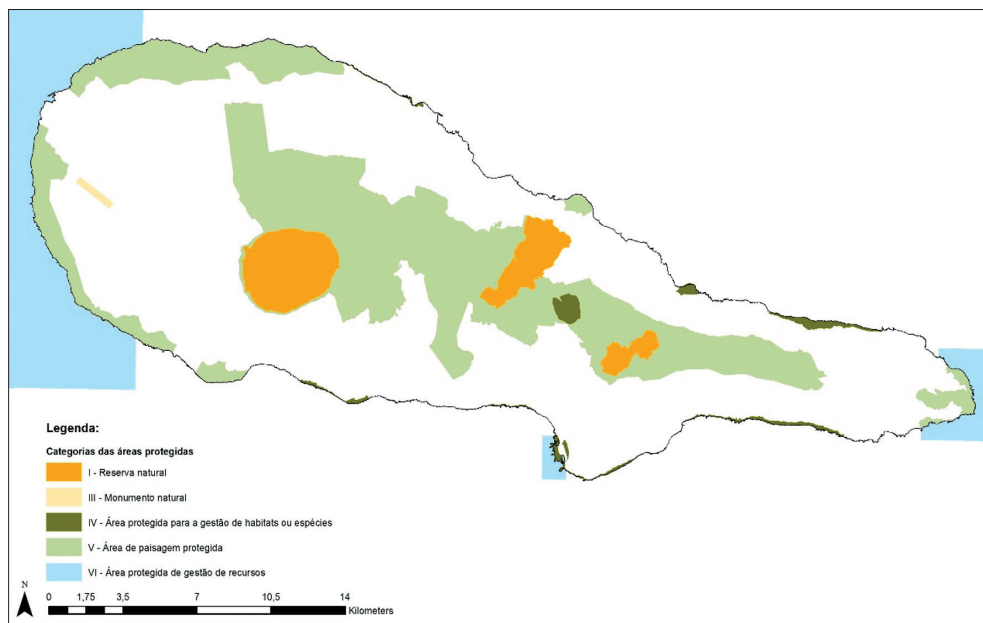 Legenda:
Categorias das áreas protegidas
I - Reserva natural
III - Monumento natural
IV - Área protegida para a gestão de habitats ou espécies
V - Área de paisagem protegida
VI - Área protegida de gestão de recursos
N
0 1,75 3,5 7 10,5 14
Kilometers